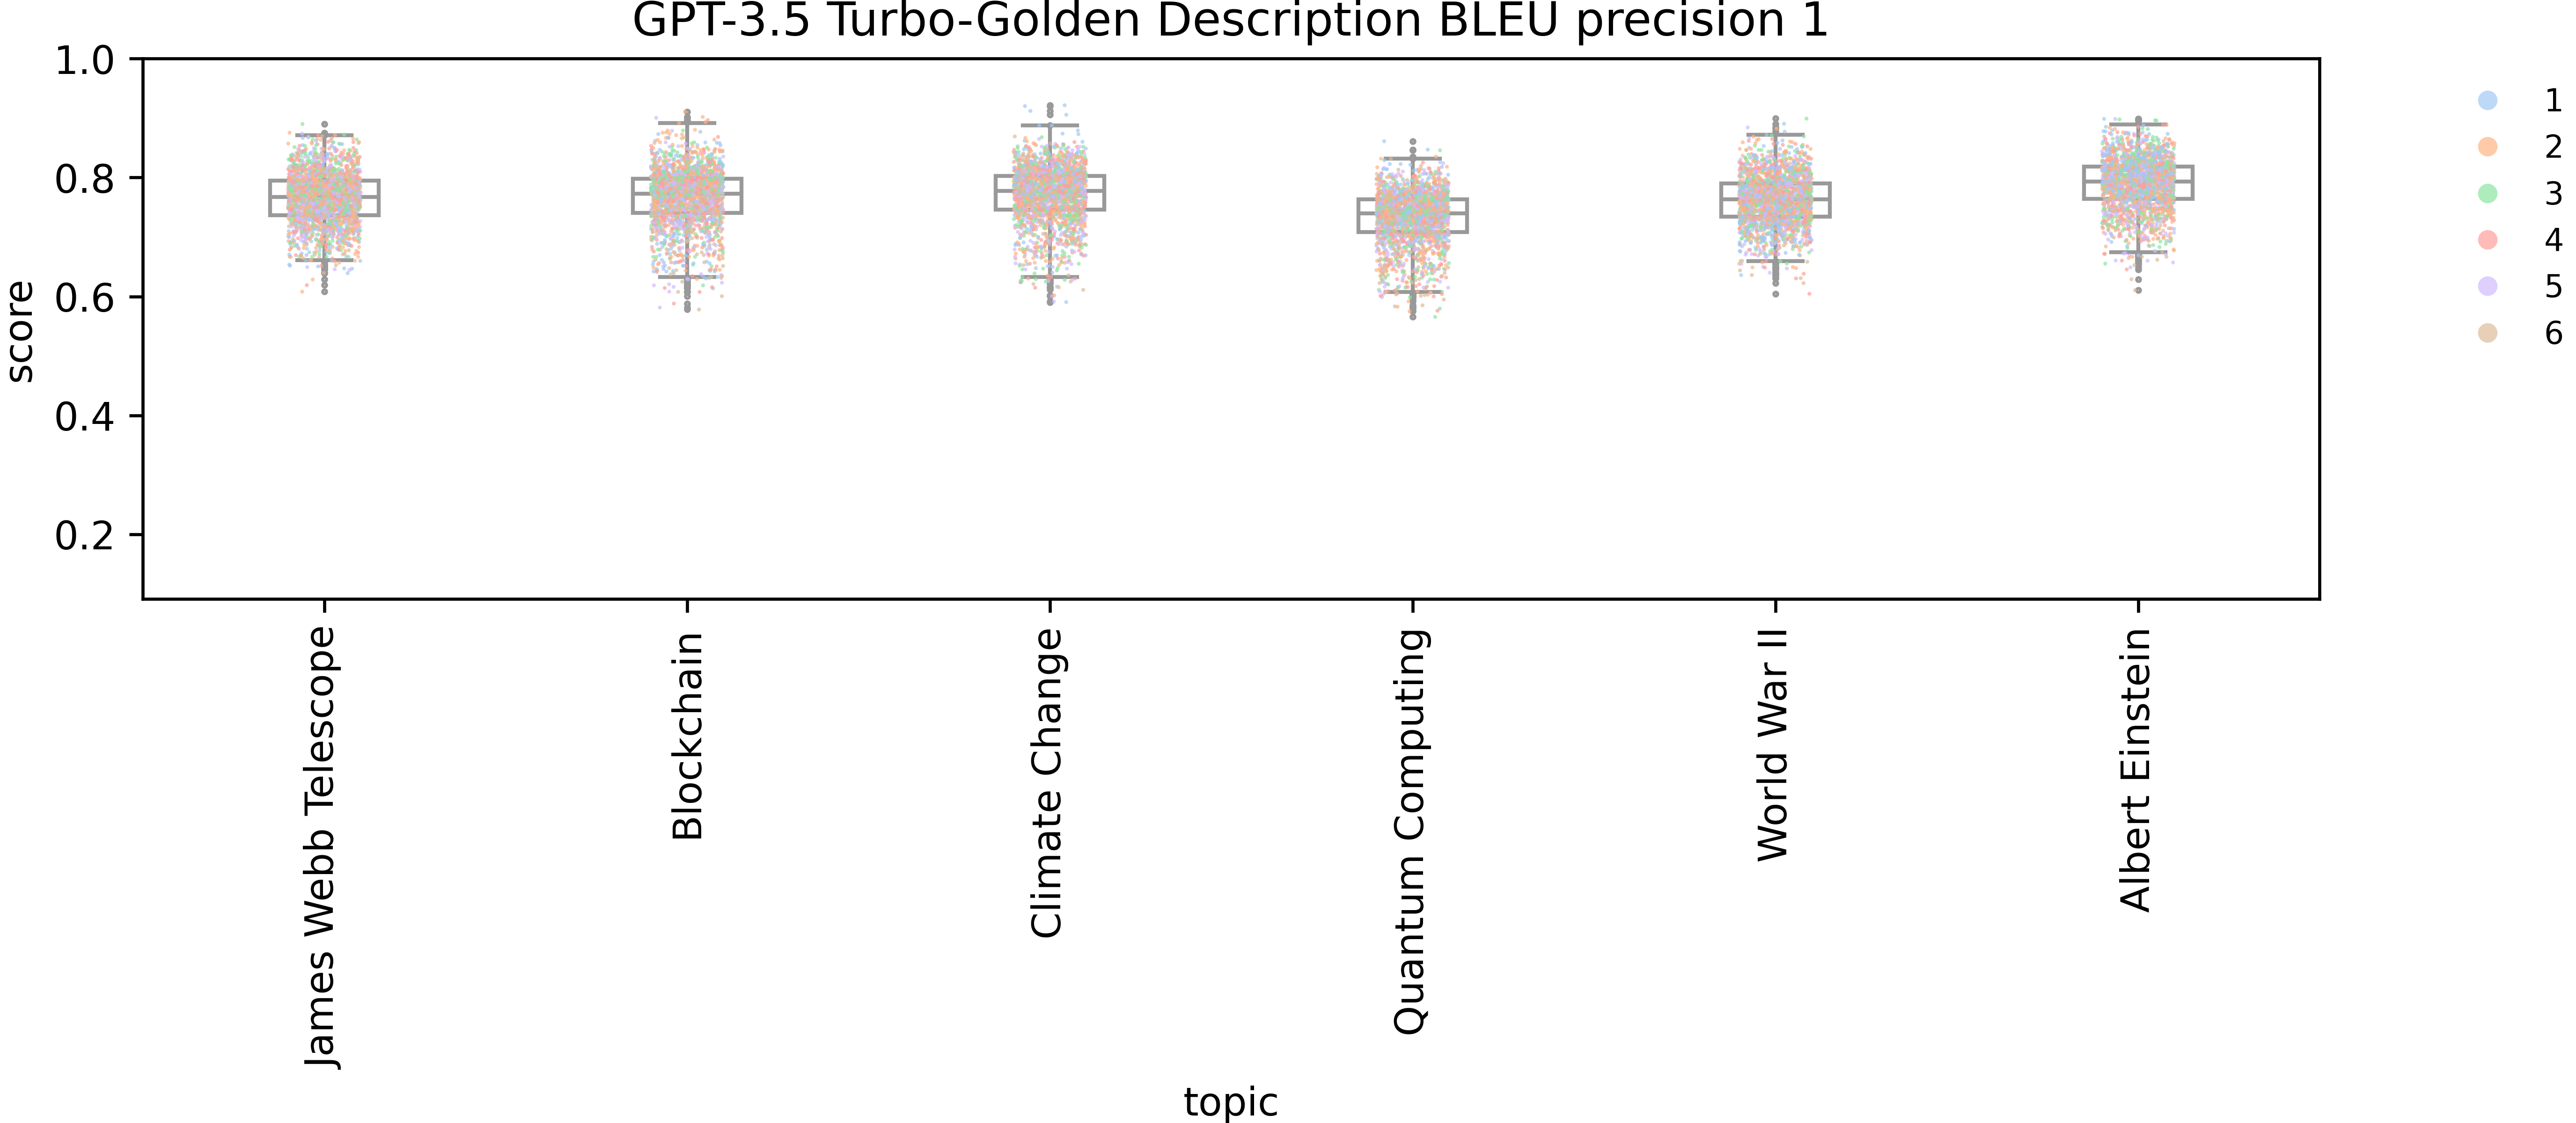 GPT-3.5 Turbo-Golden Description BLEU precision 1
1.0
0.8
0.6
0.4
0.2
score
James Webb Telescope
Blockchain
Climate Change
Quantum Computing
World War II
Albert Einstein
topic
1
2
3
4
5
6